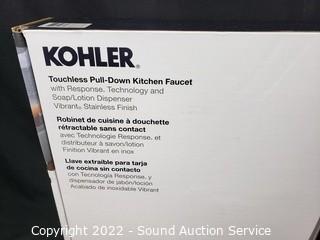 KOHLER®
Touchless Pull-Down Kitchen Faucet
with Response® Technology and
Soap/Lotion Dispenser
Vibrant® Stainless Finish
Robinet de cuisine à douchette
rétractable sans contact
avec Technologie Response® et
distributeur à savon/lotion
Finition Vibrant en inox
Llave extraíble para tarja
de cocina sin contacto
con Tecnología Response® y
dispensador de jabón/loción
Acabado de inoxidable Vibrant
Copyright 2022 - Sound Auction Service